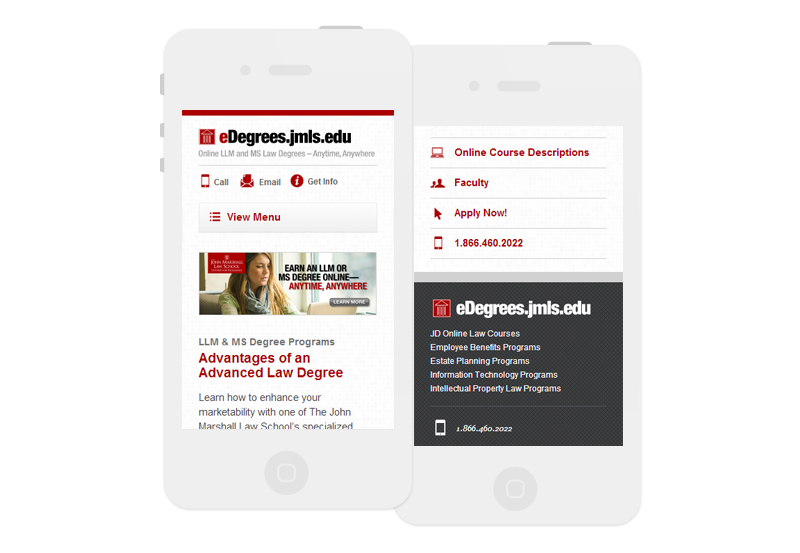 eDegrees.jmls.edu
Online LLM and MS Law Degrees – Anytime, Anywhere
Call Email Get Info
View Menu
JOHN MARSHALL
LAW SCHOOL
EARN AN LLM OR
MS DEGREE ONLINE—
ANYTIME, ANYWHERE
LEARN MORE
LLM & MS Degree Programs
Advantages of an
Advanced Law Degree
Learn how to enhance your
marketability with one of The John
Marshall Law School's specialized
Online Course Descriptions
Faculty
Apply Now!
1.866.460.2022
eDegrees.jmls.edu
JD Online Law Courses
Employee Benefits Programs
Estate Planning Programs
Information Technology Programs
Intellectual Property Law Programs
1.866.460.2022